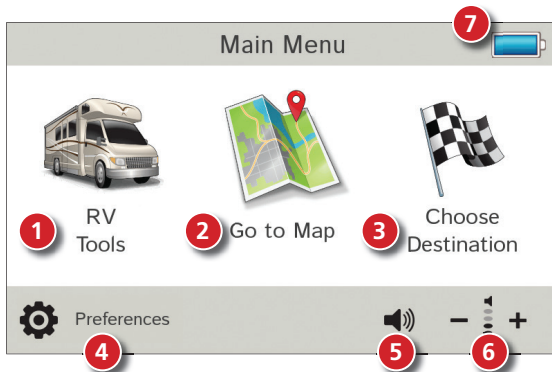 7
Main Menu
RV
Tools
1
2
Go to Map
3
Choose
Destination
Preferences
− +
4
5
6